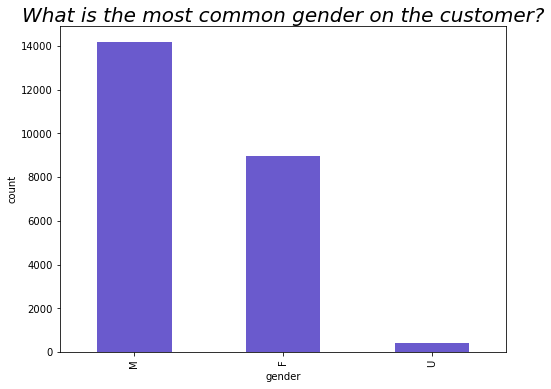 What is the most common gender on the customer?
14000
12000
10000
8000
6000
4000
2000
0
count
M
F
U
gender